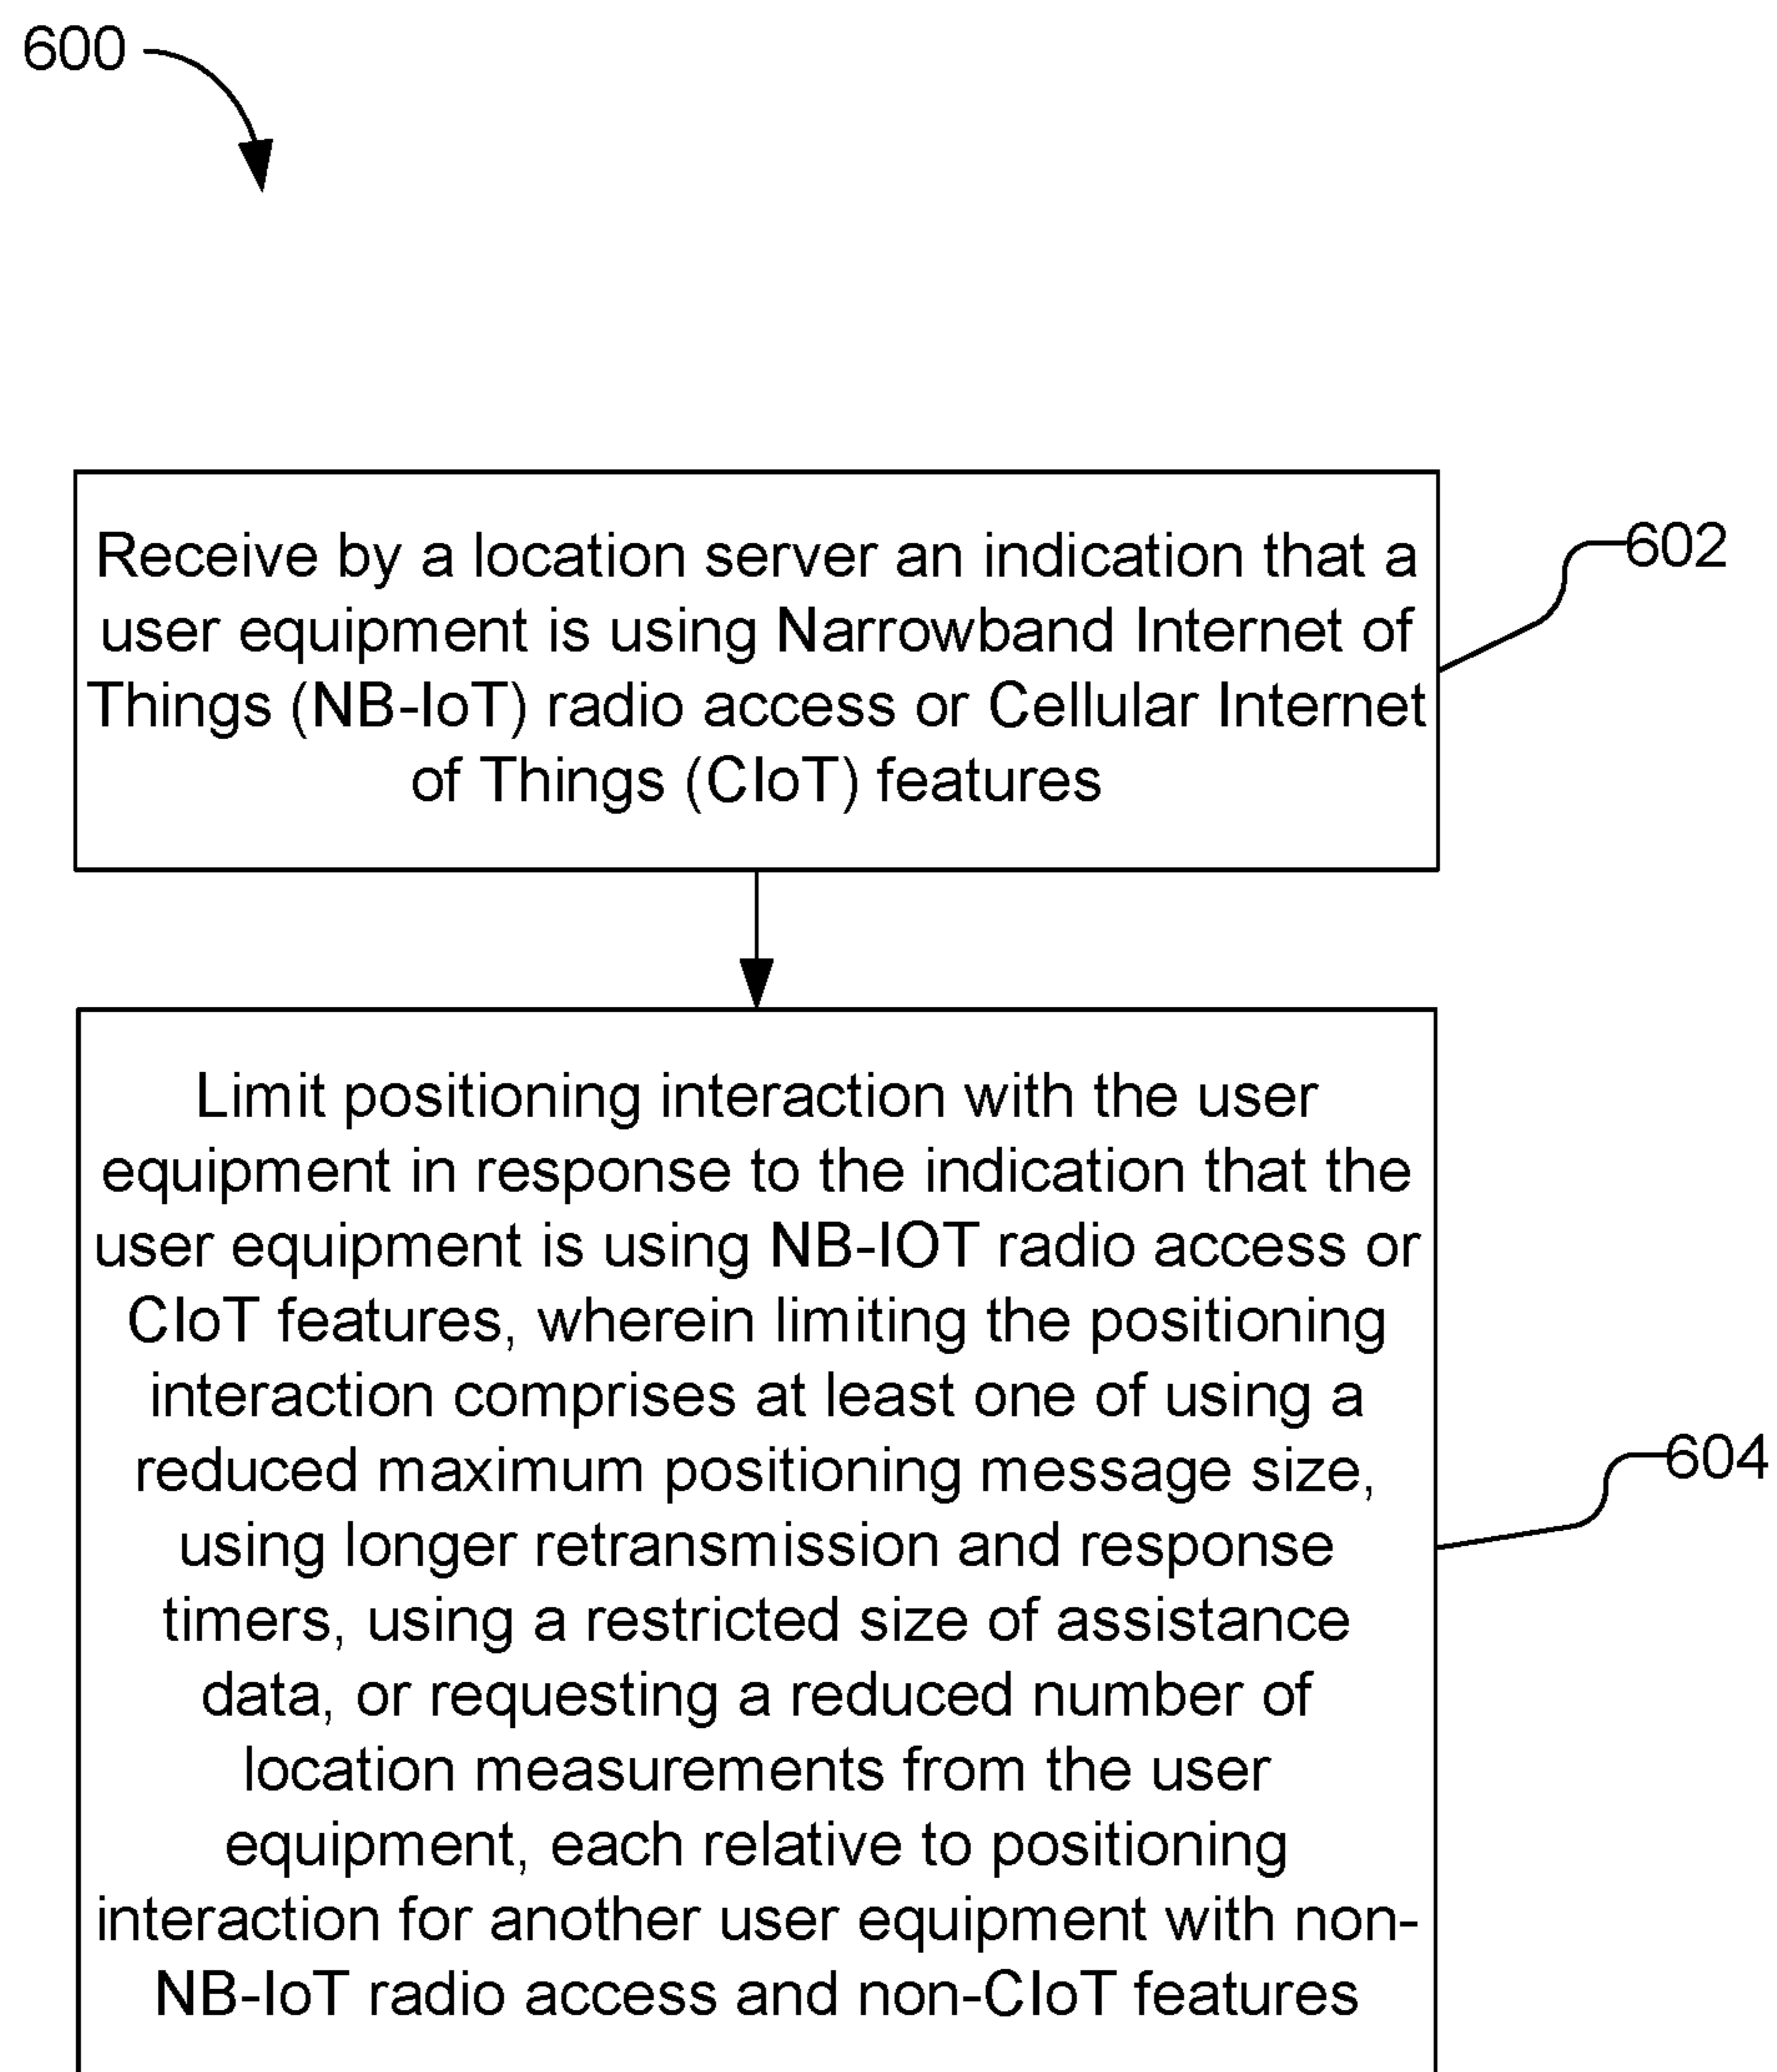 600
Receive by a location server an indication that a
user equipment is using Narrowband Internet of
Things (NB-IoT) radio access or Cellular Internet
of Things (CIoT) features
602
Limit positioning interaction with the user
equipment in response to the indication that the
user equipment is using NB-IOT radio access or
CIoT features, wherein limiting the positioning
interaction comprises at least one of using a
reduced maximum positioning message size,
using longer retransmission and response
timers, using a restricted size of assistance
data, or requesting a reduced number of
location measurements from the user
equipment, each relative to positioning
interaction for another user equipment with non-
NB-IoT radio access and non-CIoT features
604